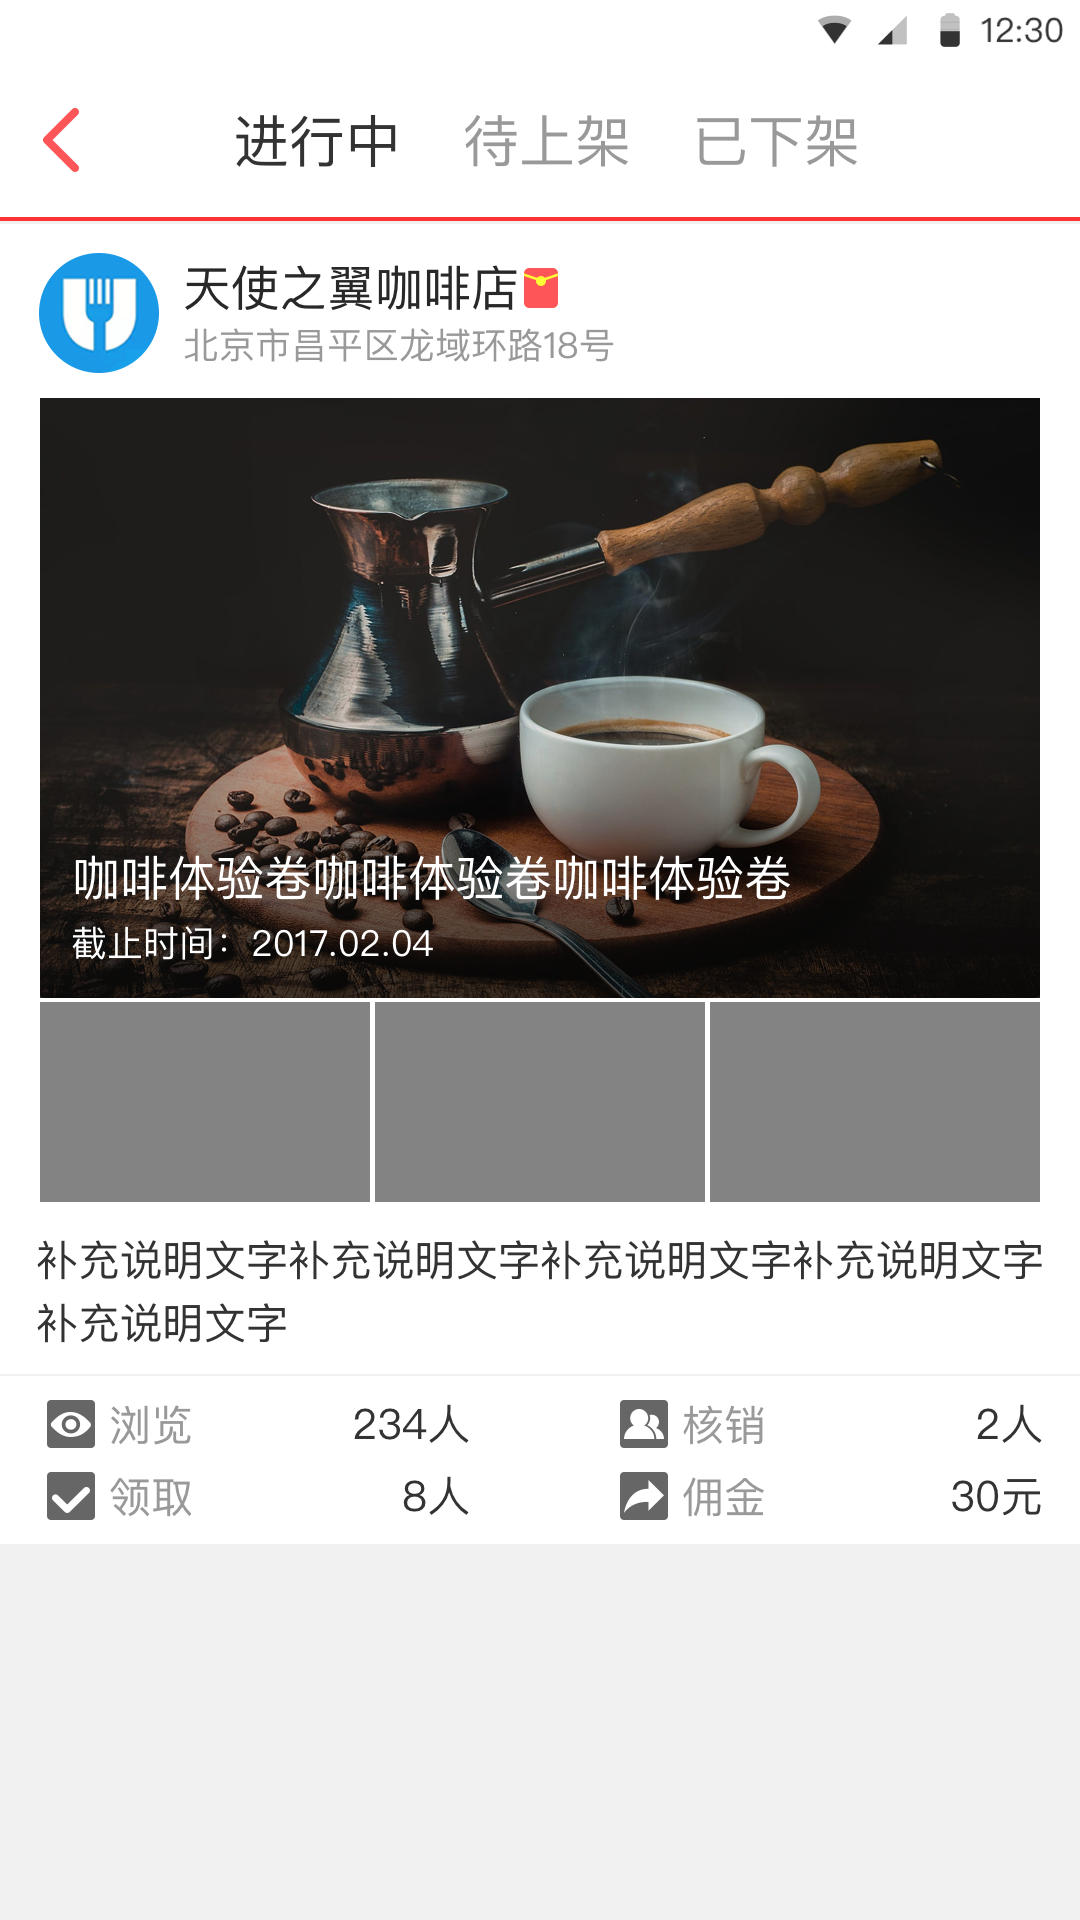 12:30
进行中 待上架 已下架
天使之翼咖啡店
北京市昌平区龙域环路18号
咖啡体验卷咖啡体验卷咖啡体验卷
截止时间：2017.02.04
补充说明文字补充说明文字补充说明文字补充说明文字
补充说明文字
浏览 234人 核销 2人
领取 8人 佣金 30元